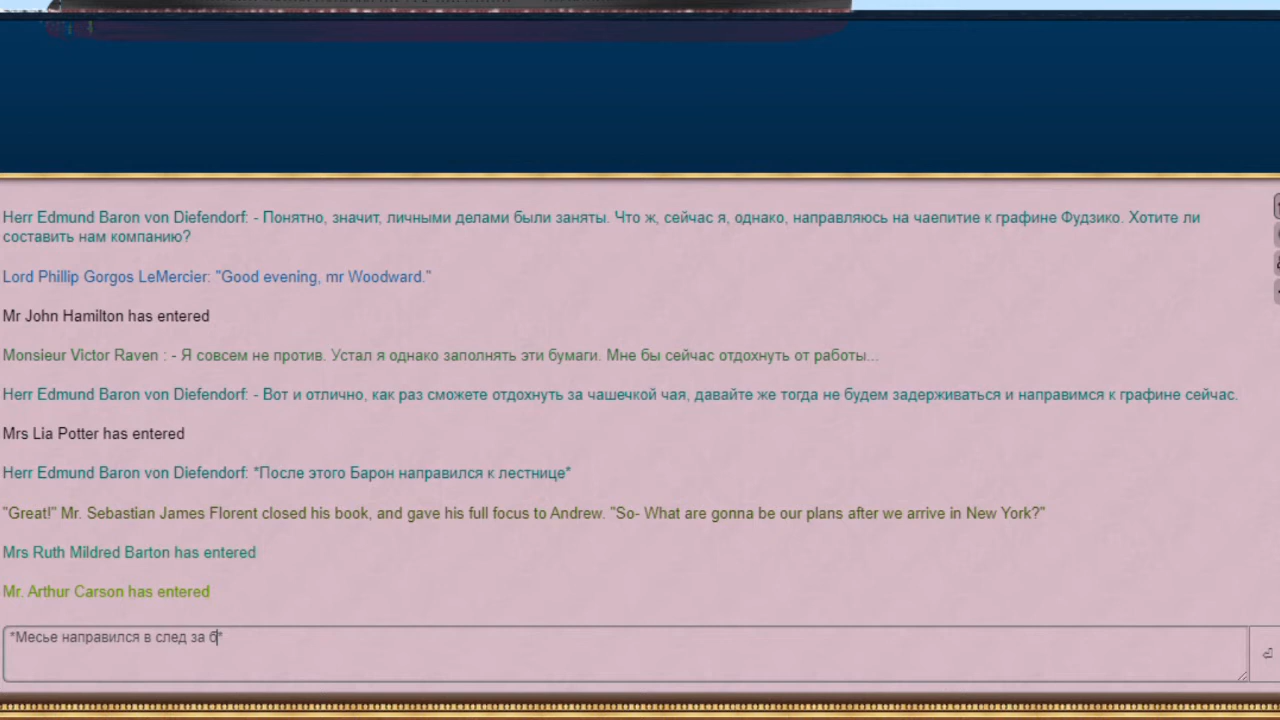 Herr Edmund Baron von Diefendorf: - Понятно, значит, личными делами были заняты. Что ж, сейчас я, однако, направляюсь на чаепитие к графине Фудзико. Хотите ли
составить нам компанию?
Lord Phillip Gorgos LeMercier: "Good evening, mr Woodward."
Mr John Hamilton has entered
Monsieur Victor Raven : - Я совсем не против. Устал я однако заполнять эти бумаги. Мне бы сейчас отдохнуть от работы...
Herr Edmund Baron von Diefendorf: - Вот и отлично, как раз сможете отдохнуть за чашечкой чая, давайте же тогда не будем задерживаться и направимся к графине сейчас.
Mrs Lia Potter has entered
Herr Edmund Baron von Diefendorf: *После этого Барон направился к лестнице*
"Great!" Mr. Sebastian James Florent closed his book, and gave his full focus to Andrew. "So- What are gonna be our plans after we arrive in New York?"
Mrs Ruth Mildred Barton has entered
Mr. Arthur Carson has entered
*Месье направился в след за б*